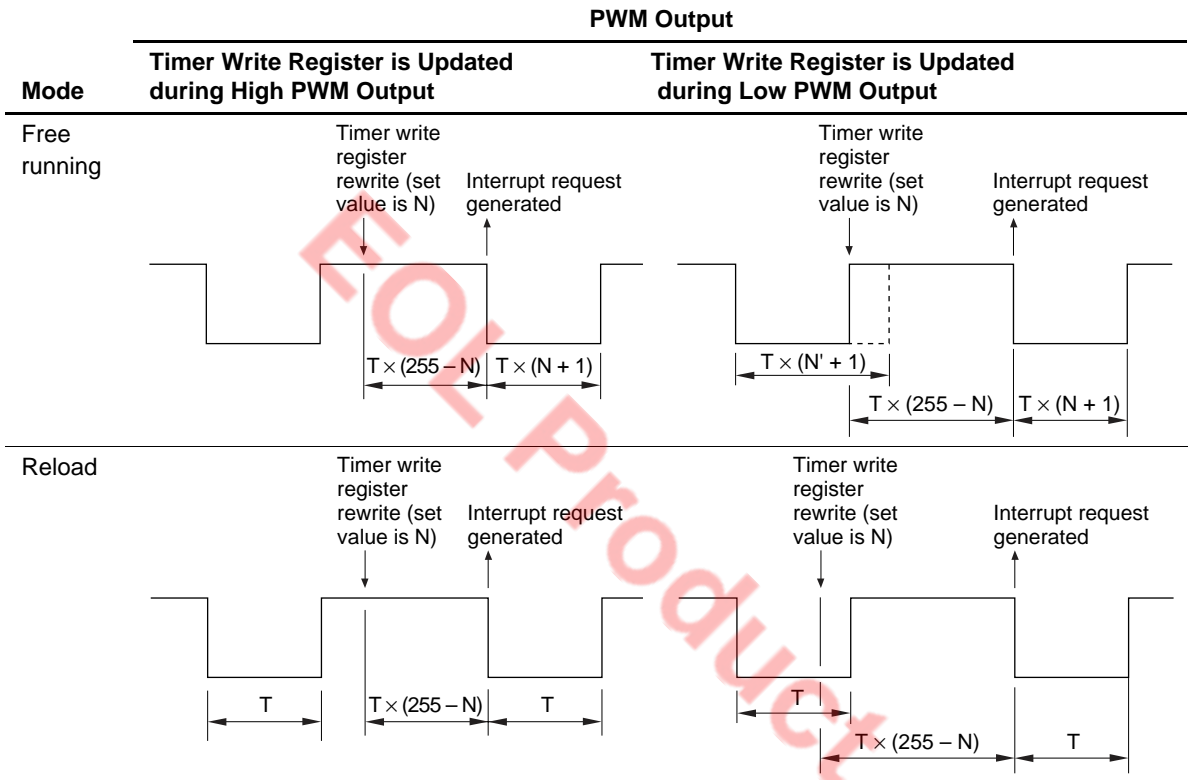 PWM Output
Mode
Timer Write Register is Updated
during High PWM Output
Timer Write Register is Updated
during Low PWM Output
Free
running
Timer write
register
rewrite (set
value is N)
Interrupt request
generated
T × (255 – N)
T × (N + 1)
Timer write
register
rewrite (set
value is N)
Interrupt request
generated
T × (N' + 1)
T × (255 – N)
T × (N + 1)
Reload
Timer write
register
rewrite (set
value is N)
Interrupt request
generated
T
T × (255 – N)
T
Timer write
register
rewrite (set
value is N)
Interrupt request
generated
T
T × (255 – N)
T
EOL Product